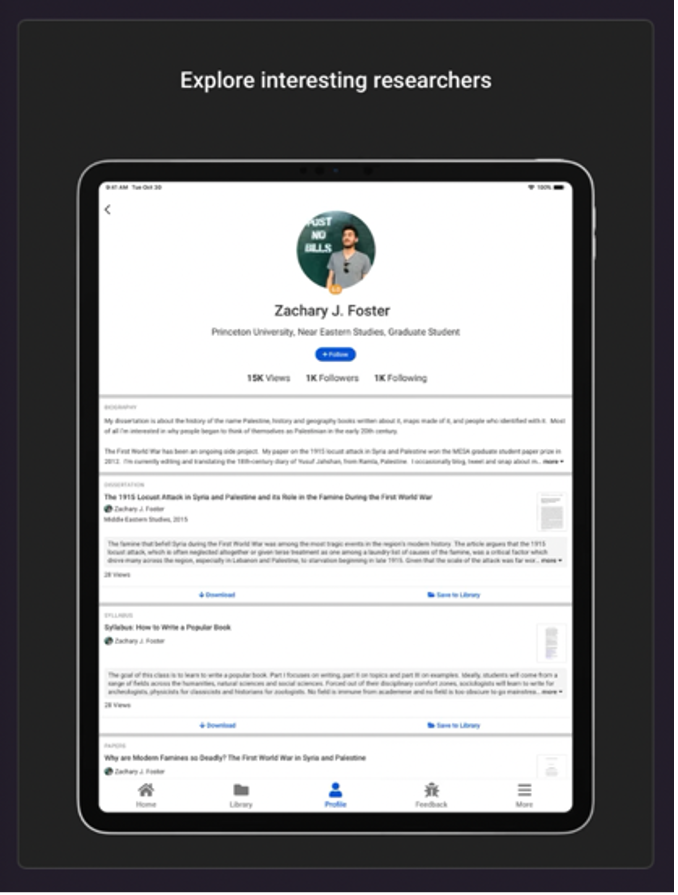 Explore interesting researchers
9:41 AM Tue Oct 30
100%
POST
NO
BILLS
Zachary J. Foster
Princeton University, Near Eastern Studies, Graduate Student
+ Follow
15K Views 1K Followers 1K Following
BIOGRAPHY
My dissertation is about the history of the name Palestine, history and geography books written about it, maps made of it, and people who identified with it. Most
of all I'm interested in why people began to think of themselves as Palestinian in the early 20th century.
The First World War has been an ongoing side project. My paper on the 1915 locust attack in Syria and Palestine won the MESA graduate student paper prize in
2012. I'm currently editing and translating the 18th-century diary of Yusuf Jahshan, from Ramla, Palestine. I occasionally blog, tweet and snap about m... more
DISSERTATION
The 1915 Locust Attack in Syria and Palestine and its Role in the Famine During the First World War
Zachary J. Foster
Middle Eastern Studies, 2015
The famine that befell Syria during the First World War was among the most tragic events in the region's modern history. The article argues that the 1915
locust attack, which is often neglected altogether or given terse treatment as one among a laundry list of causes of the famine, was a critical factor which
drove many across the region, especially in Lebanon and Palestine, to starvation beginning in late 1915. Given that the scale of the attack was far wor... more
28 Views
Download Save to Library
SYLLABUS
Syllabus: How to Write a Popular Book
Zachary J. Foster
The goal of this class is to learn to write a popular book. Part I focuses on writing, part II on topics and part III on examples. Ideally, students will come from a
range of fields across the humanities, natural sciences and social sciences. Forced out of their disciplinary comfort zones, sociologists will learn to write for
archeologists, physicists for classicists and historians for zoologists. No field is immune from academese and no field is too obscure to go mainstrea... more
28 Views
Download Save to Library
PAPERS
Why are Modern Famines so Deadly? The First World War in Syria and Palestine
Zachary J. Foster
Home Library Profile Feedback More